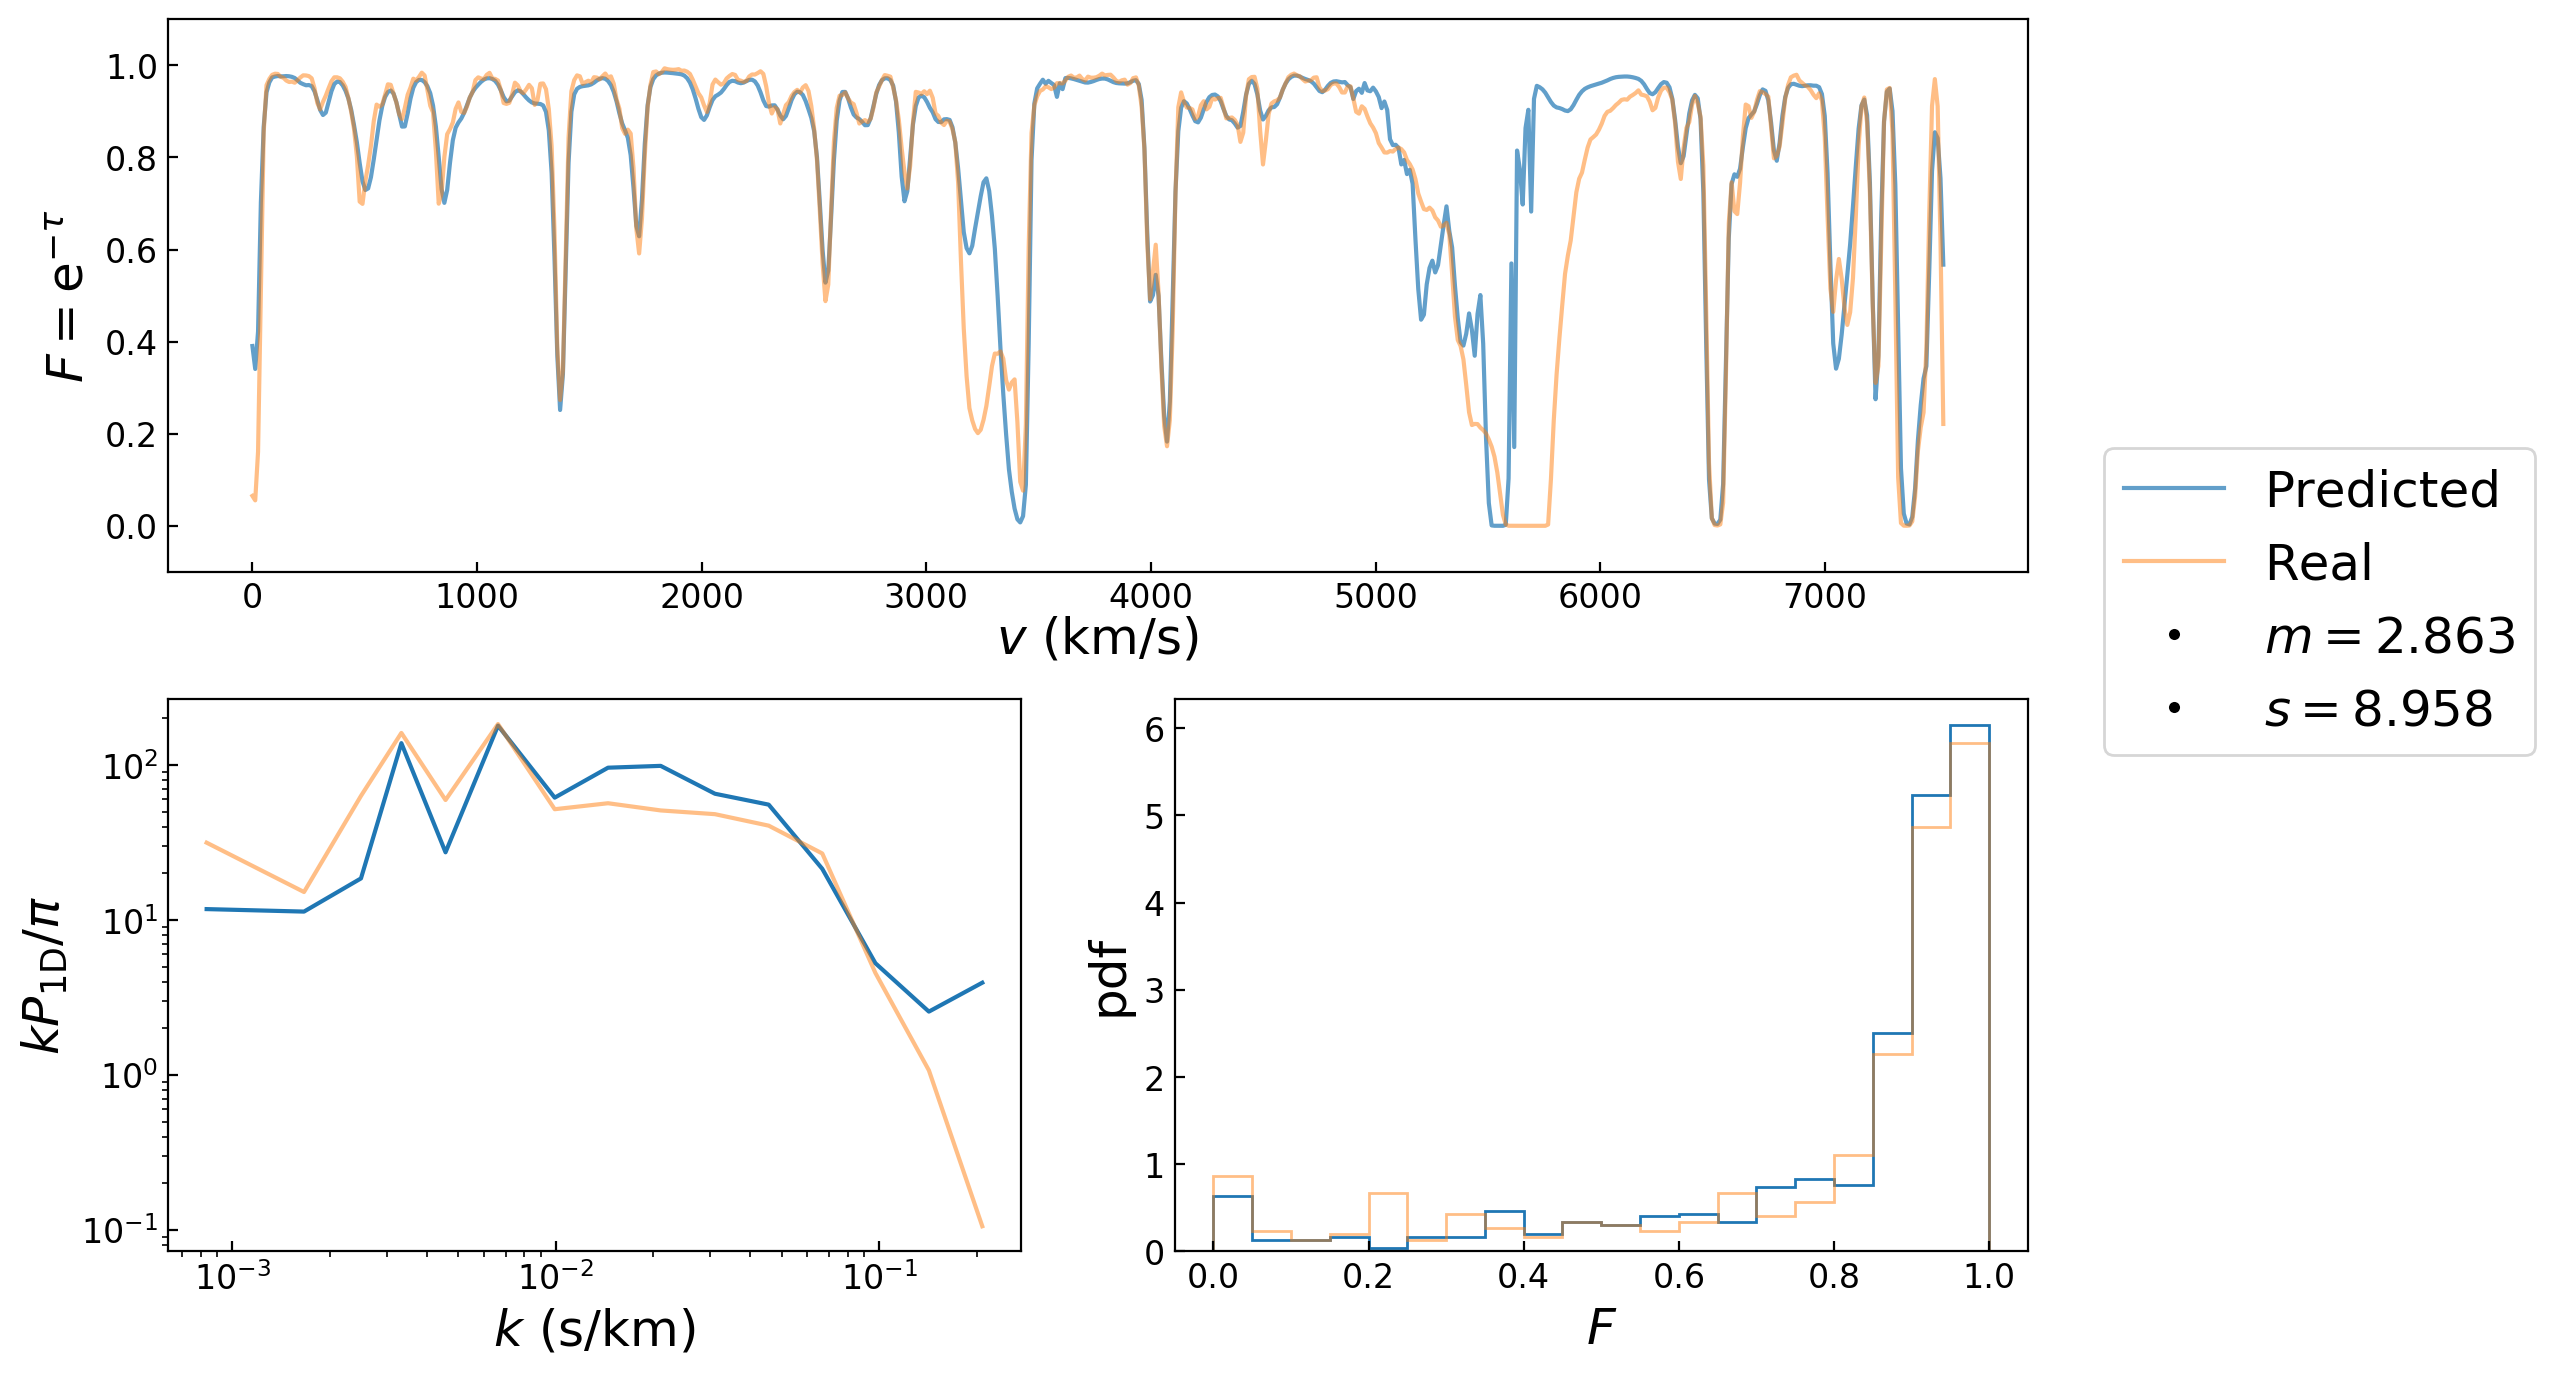 F = e^{−τ}
1.0
0.8
0.6
0.4
0.2
0.0
0 1000 2000 3000 4000 5000 6000 7000
v (km/s)
Predicted
Real
m = 2.863
s = 8.958
kP_{1D}/π
10^2
10^1
10^0
10^{−1}
10^{−3} 10^{−2} 10^{−1}
k (s/km)
pdf
6
5
4
3
2
1
0
0.0 0.2 0.4 0.6 0.8 1.0
F